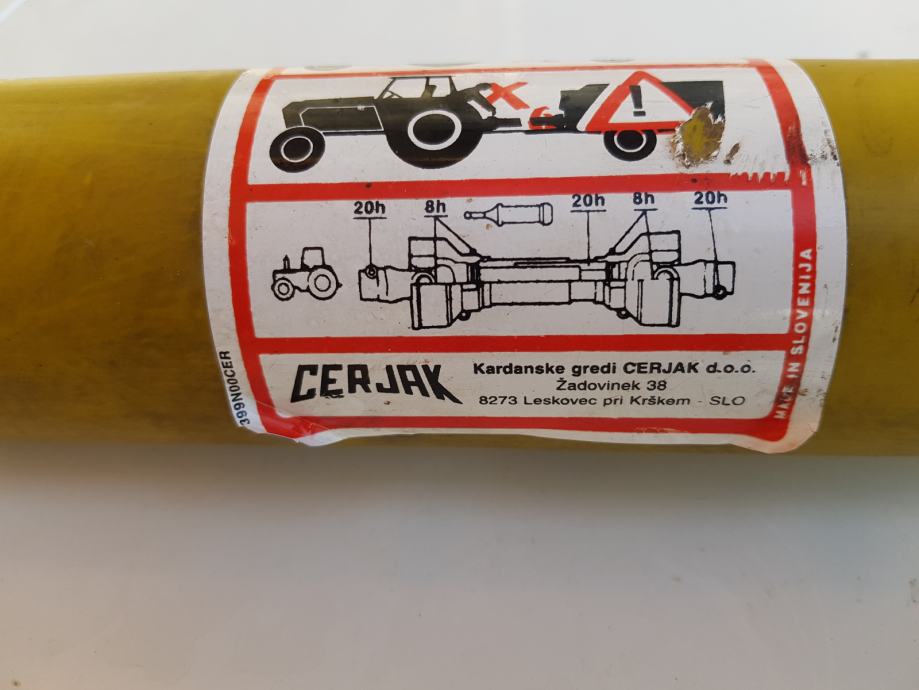 20h
8h
20h
8h
20h
CERJAK
Kardanske gredi CERJAK d.o.o.
Žadovinek 38
8273 Leskovec pri Krškem - SLO
399N00CER
MADE IN SLOVENIJA